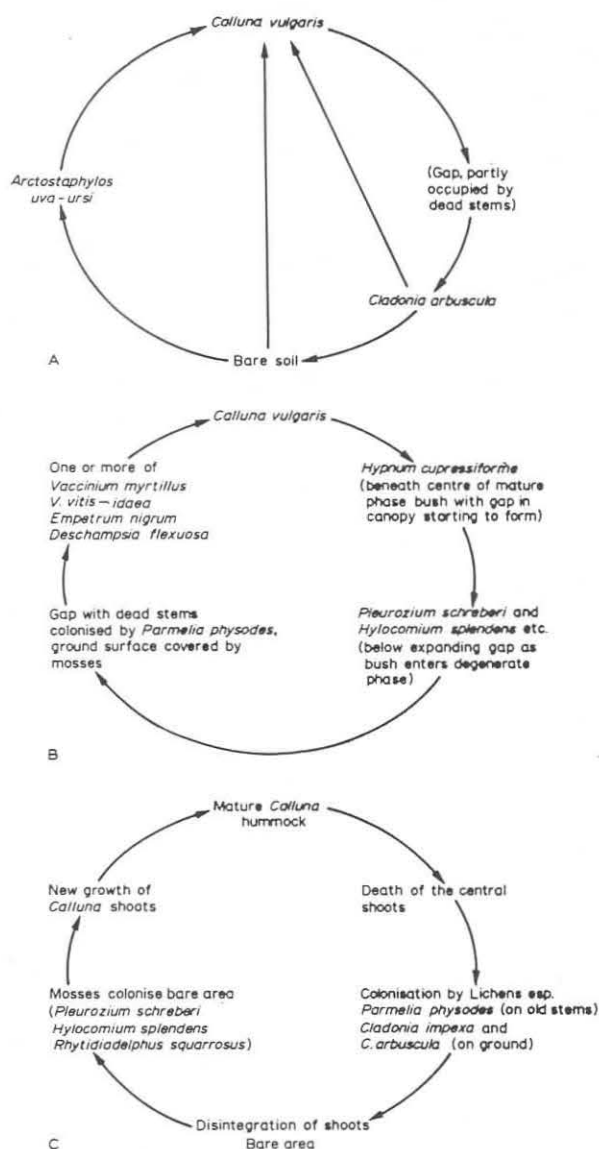 Calluna vulgaris
(Gap, partly
occupied by
dead stems)
Arctostaphylos
uva-ursi
Cladonia arbuscula
Bare soil
A
Calluna vulgaris
One or more of
Vaccinium myrtillus
V. vitis-idaea
Empetrum nigrum
Deschampsia flexuosa
Hypnum cupressiforme
(beneath centre of mature
phase bush with gap in
canopy starting to form)
Gap with dead stems
colonised by Parmelia physodes,
ground surface covered by
mosses
Pleurozium schreberi and
Hylocomium splendens etc.
(below expanding gap as
bush enters degenerate
phase)
B
Mature Calluna
hummock
New growth of
Calluna shoots
Death of the central
shoots
Mosses colonise bare area
(Pleurozium schreberi
Hylocomium splendens
Rhytidiadelphus squarrosus)
Colonisation by Lichens esp.
Parmelia physodes (on old stems)
Cladonia impexa and
C. arbuscula (on ground)
Disintegration of shoots
Bare area
C